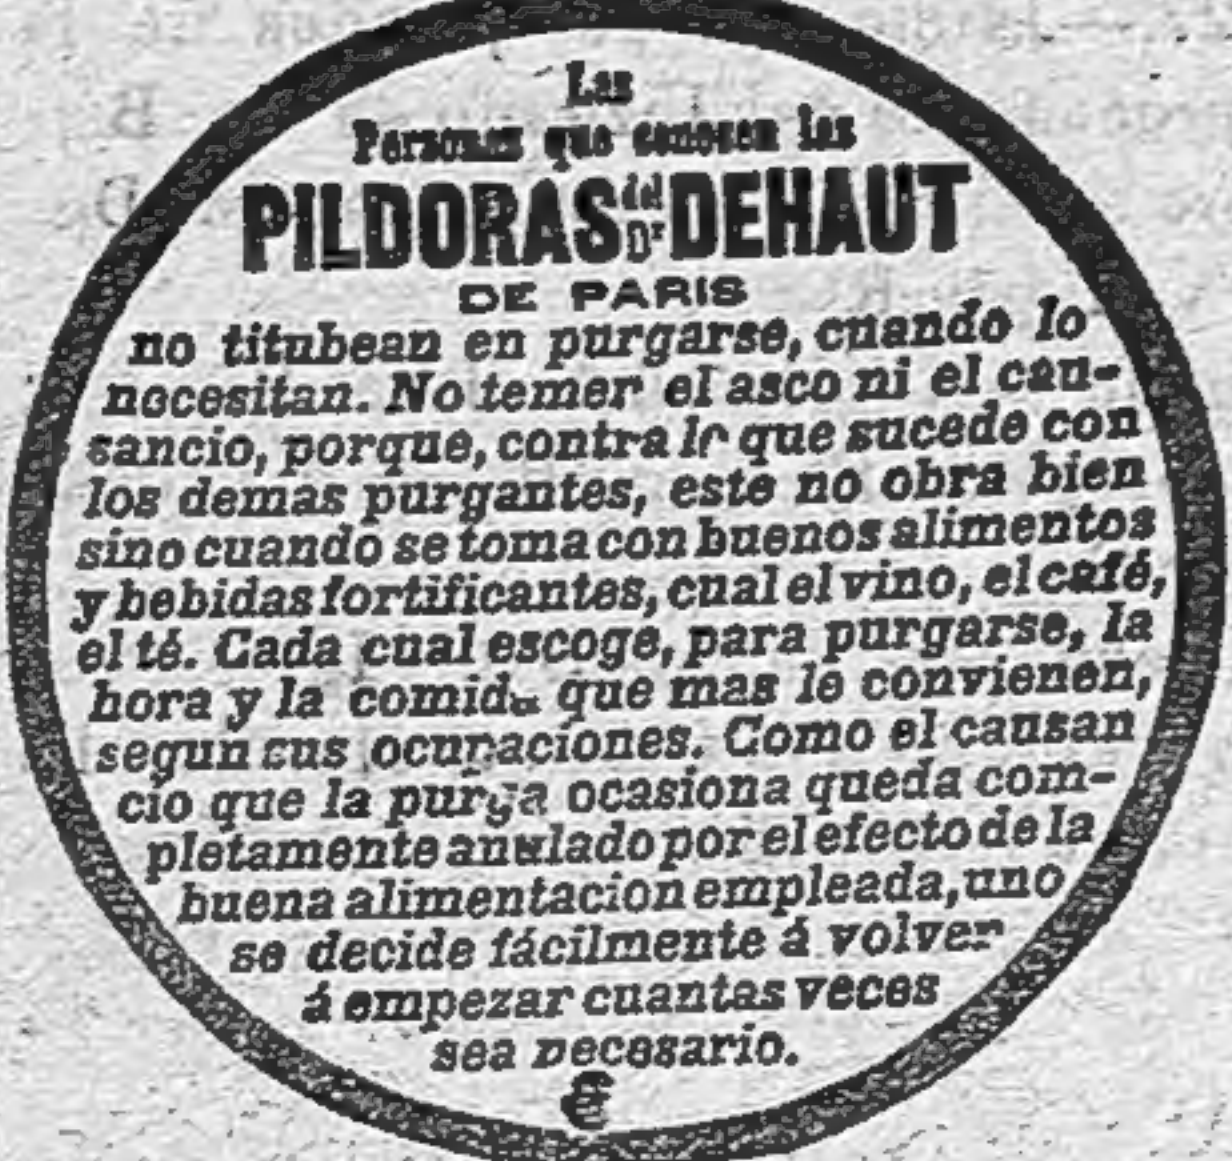 Las
Personas que conocen las
PILDORAS del Dr DEHAUT
DE PARIS
no titubean en purgarse, cuando lo
necesitan. No temer el asco ni el cau-
sancio, porque, contra lo que sucede con
los demas purgantes, este no obra bien
sino cuando se toma con buenos alimentos
y bebidas fortificantes, cual el vino, el café,
el té. Cada cual escoge, para purgarse, la
hora y la comida que mas le convienen,
segun sus ocupaciones. Como el causan
cio que la purga ocasiona queda com-
pletamente anulado por el efecto de la
buena alimentacion empleada, uno
se decide fácilmente á volver
á empezar cuantas veces
sea necesario.